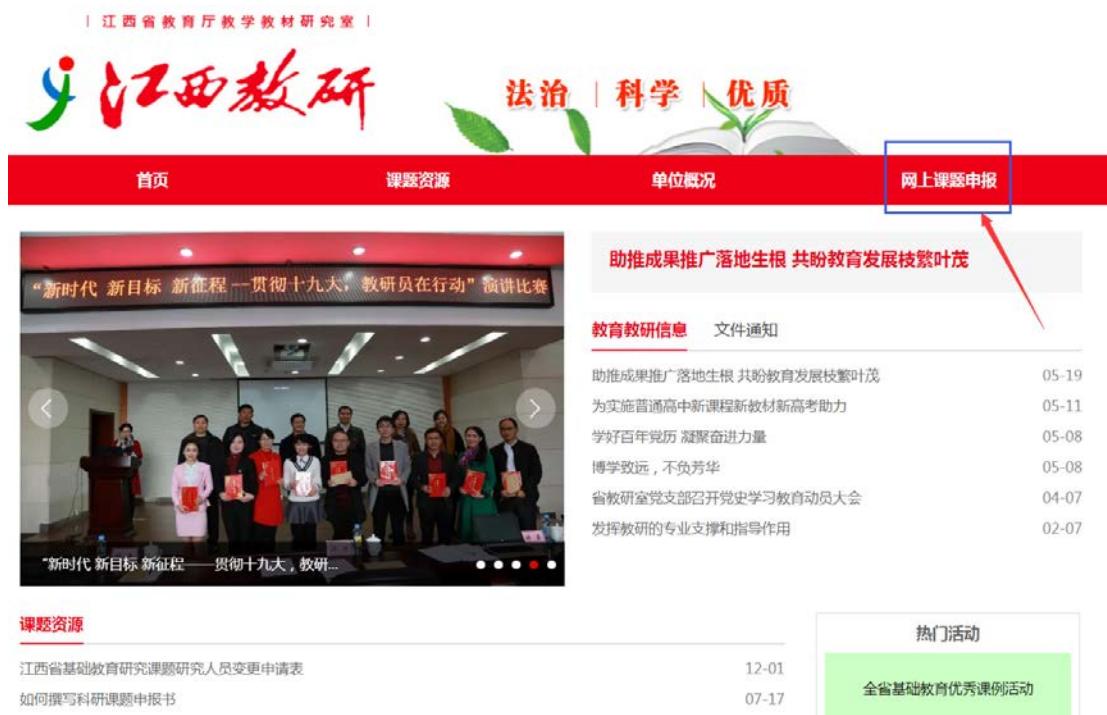 | 江西省教育厅教学教材研究室 |
江西教研
法治 | 科学 | 优质
首页 课题资源 单位概况 网上课题申报
“新时代 新目标 新征程--贯彻十九大，教研员在行动”演讲比赛
“新时代 新目标 新征程——贯彻十九大，教研...
助推成果推广落地生根 共盼教育发展枝繁叶茂
教育教研信息 文件通知
助推成果推广落地生根 共盼教育发展枝繁叶茂 05-19
为实施普通高中新课程新教材新高考助力 05-11
学好百年党历 凝聚奋进力量 05-08
博学致远，不负芳华 05-08
省教研室党支部召开党史学习教育动员大会 04-07
发挥教研的专业支撑和指导作用 02-07
课题资源
江西省基础教育研究课题研究人员变更申请表 12-01
如何撰写科研课题申报书 07-17
热门活动
全省基础教育优秀课例活动